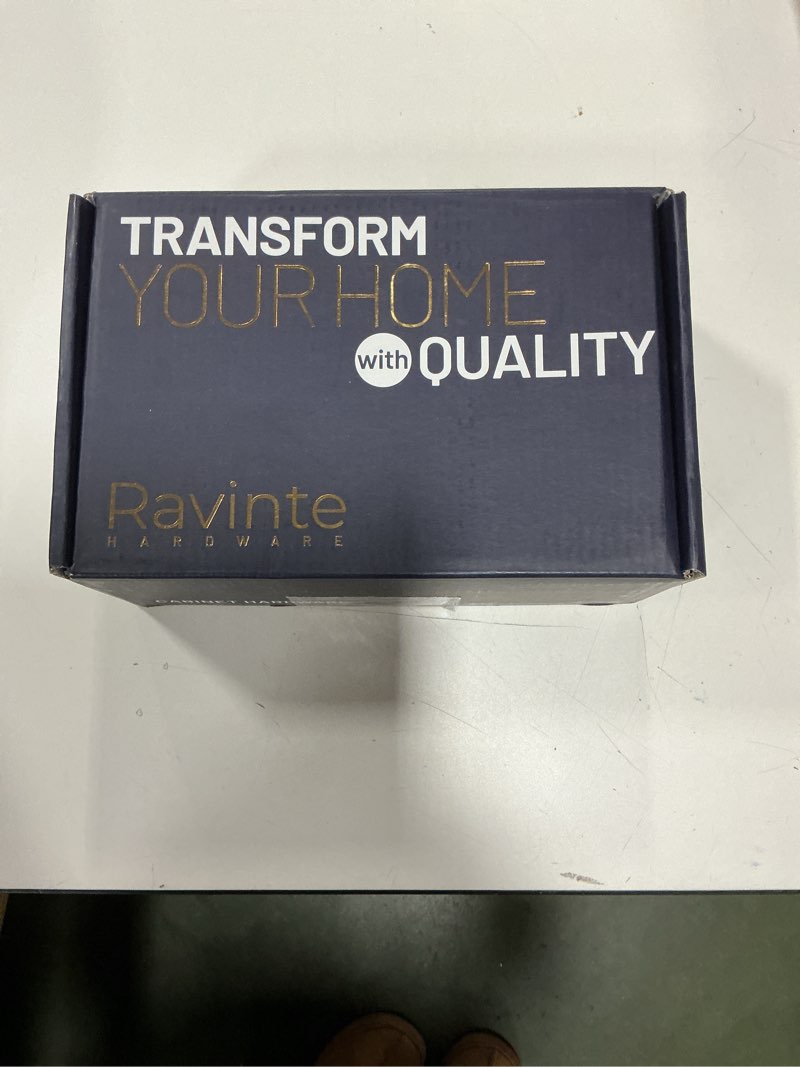 TRANSFORM
YOUR HOME
with QUALITY
Ravinte
HARDWARE